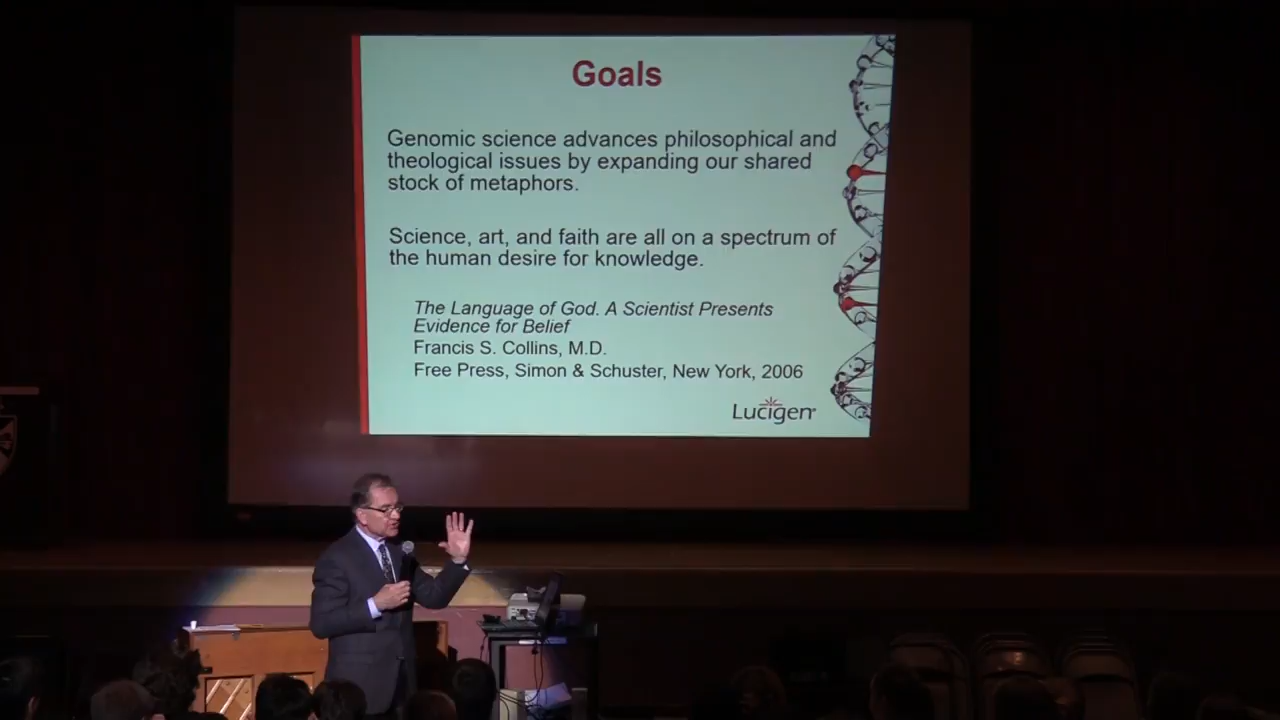 Goals
Genomic science advances philosophical and
theological issues by expanding our shared
stock of metaphors.
Science, art, and faith are all on a spectrum of
the human desire for knowledge.
The Language of God. A Scientist Presents
Evidence for Belief
Francis S. Collins, M.D.
Free Press, Simon & Schuster, New York, 2006
Lucigen